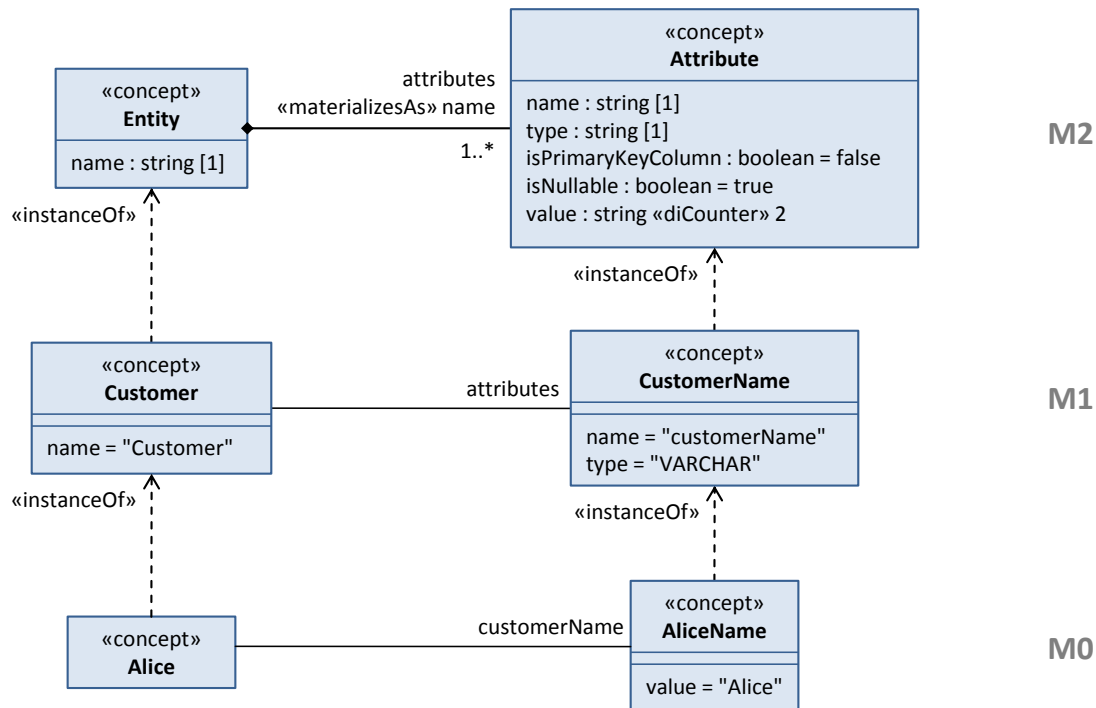 «concept»
Entity
name : string [1]
attributes
«materializesAs» name
1..*
«concept»
Attribute
name : string [1]
type : string [1]
isPrimaryKeyColumn : boolean = false
isNullable : boolean = true
value : string «diCounter» 2
M2
«instanceOf»
«instanceOf»
«concept»
Customer
name = "Customer"
attributes
«concept»
CustomerName
name = "customerName"
type = "VARCHAR"
M1
«instanceOf»
«instanceOf»
«concept»
Alice
customerName
«concept»
AliceName
value = "Alice"
M0